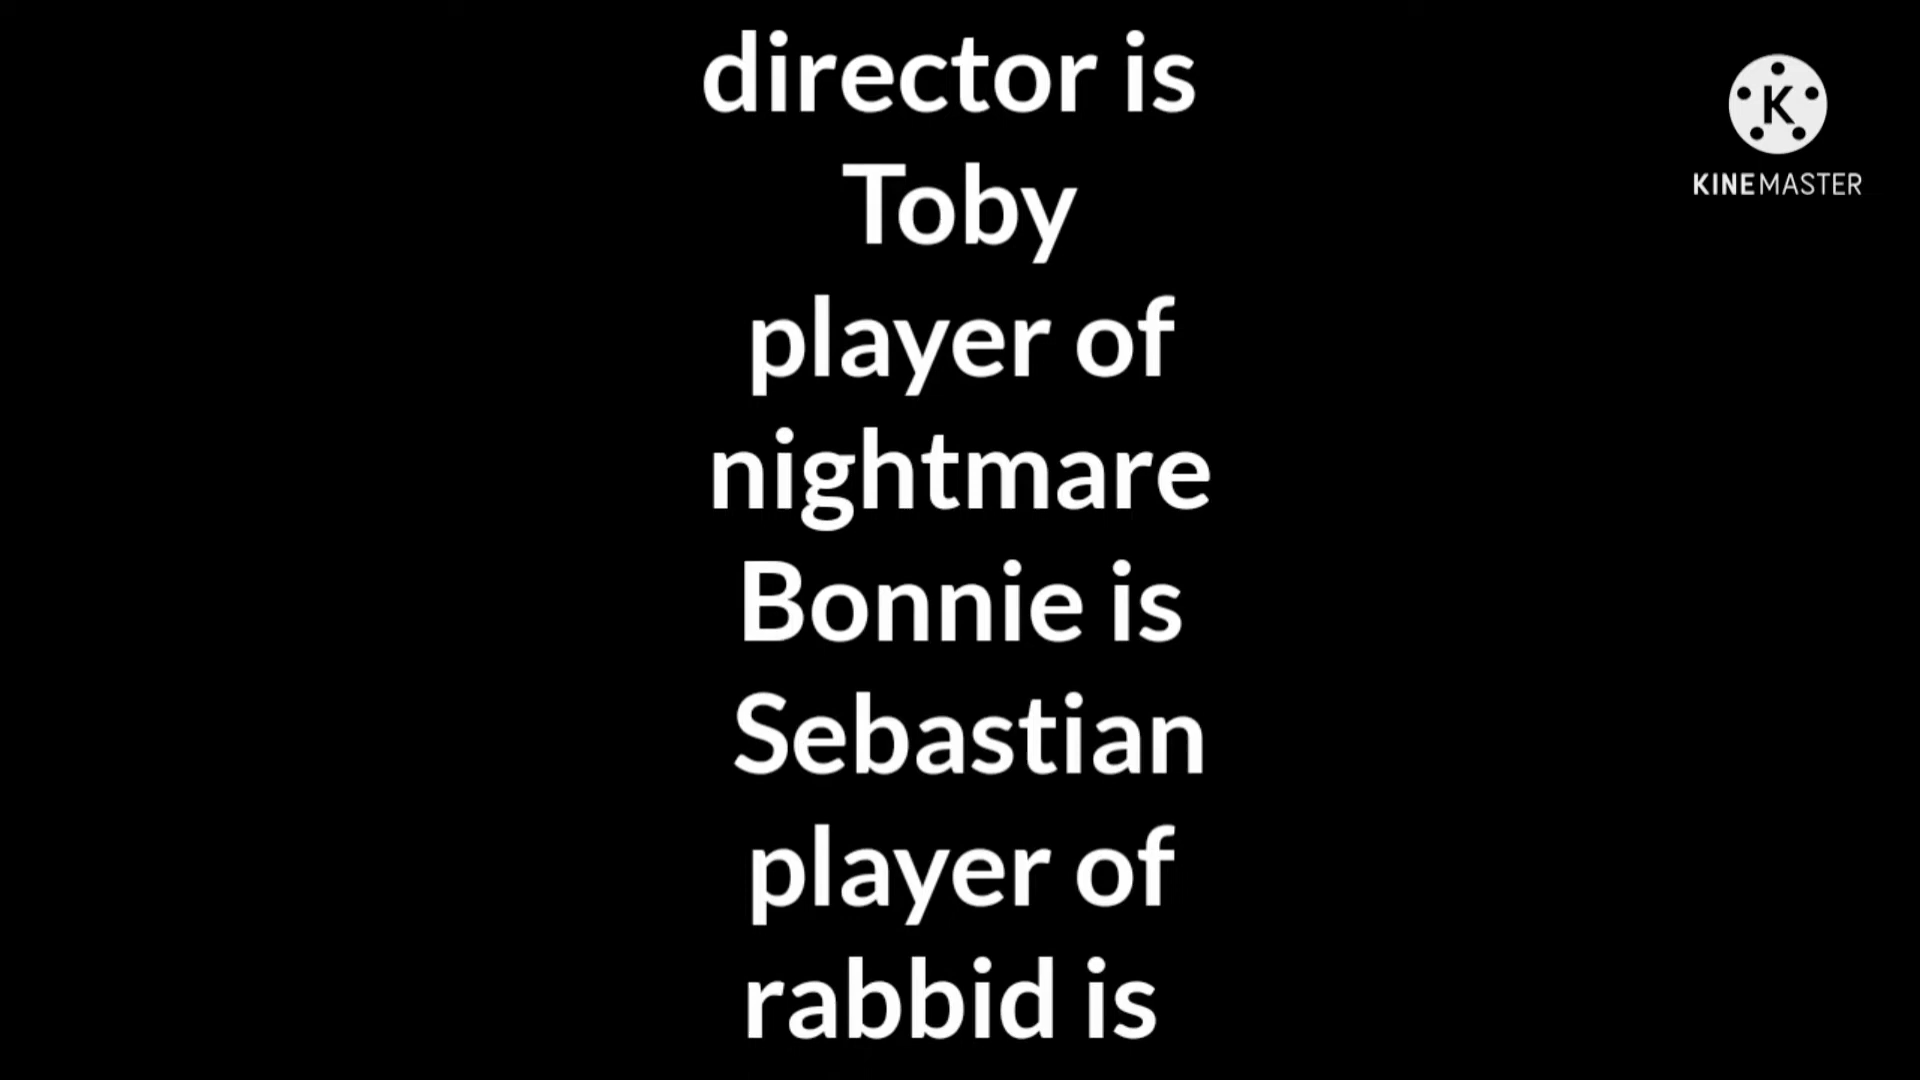 director is
Toby
player of
nightmare
Bonnie is
Sebastian
player of
rabbid is
K
KINEMASTER